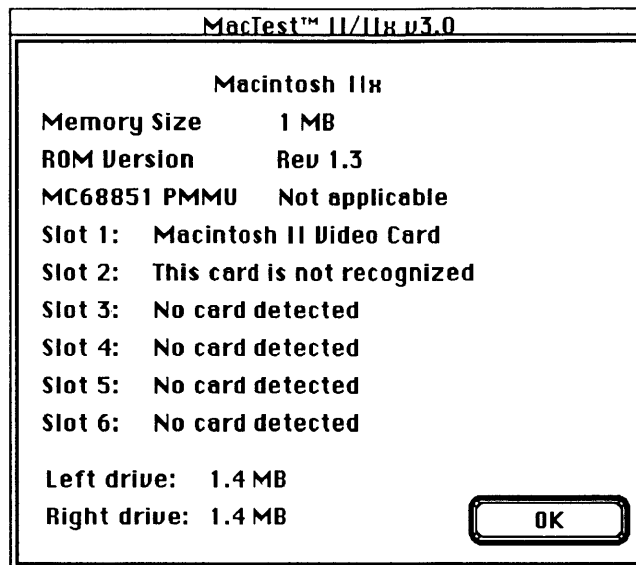 MacTest™ II/IIx v3.0
Macintosh IIx
Memory Size 1 MB
ROM Version Rev 1.3
MC68851 PMMU Not applicable
Slot 1: Macintosh II Video Card
Slot 2: This card is not recognized
Slot 3: No card detected
Slot 4: No card detected
Slot 5: No card detected
Slot 6: No card detected
Left drive: 1.4 MB
Right drive: 1.4 MB
OK